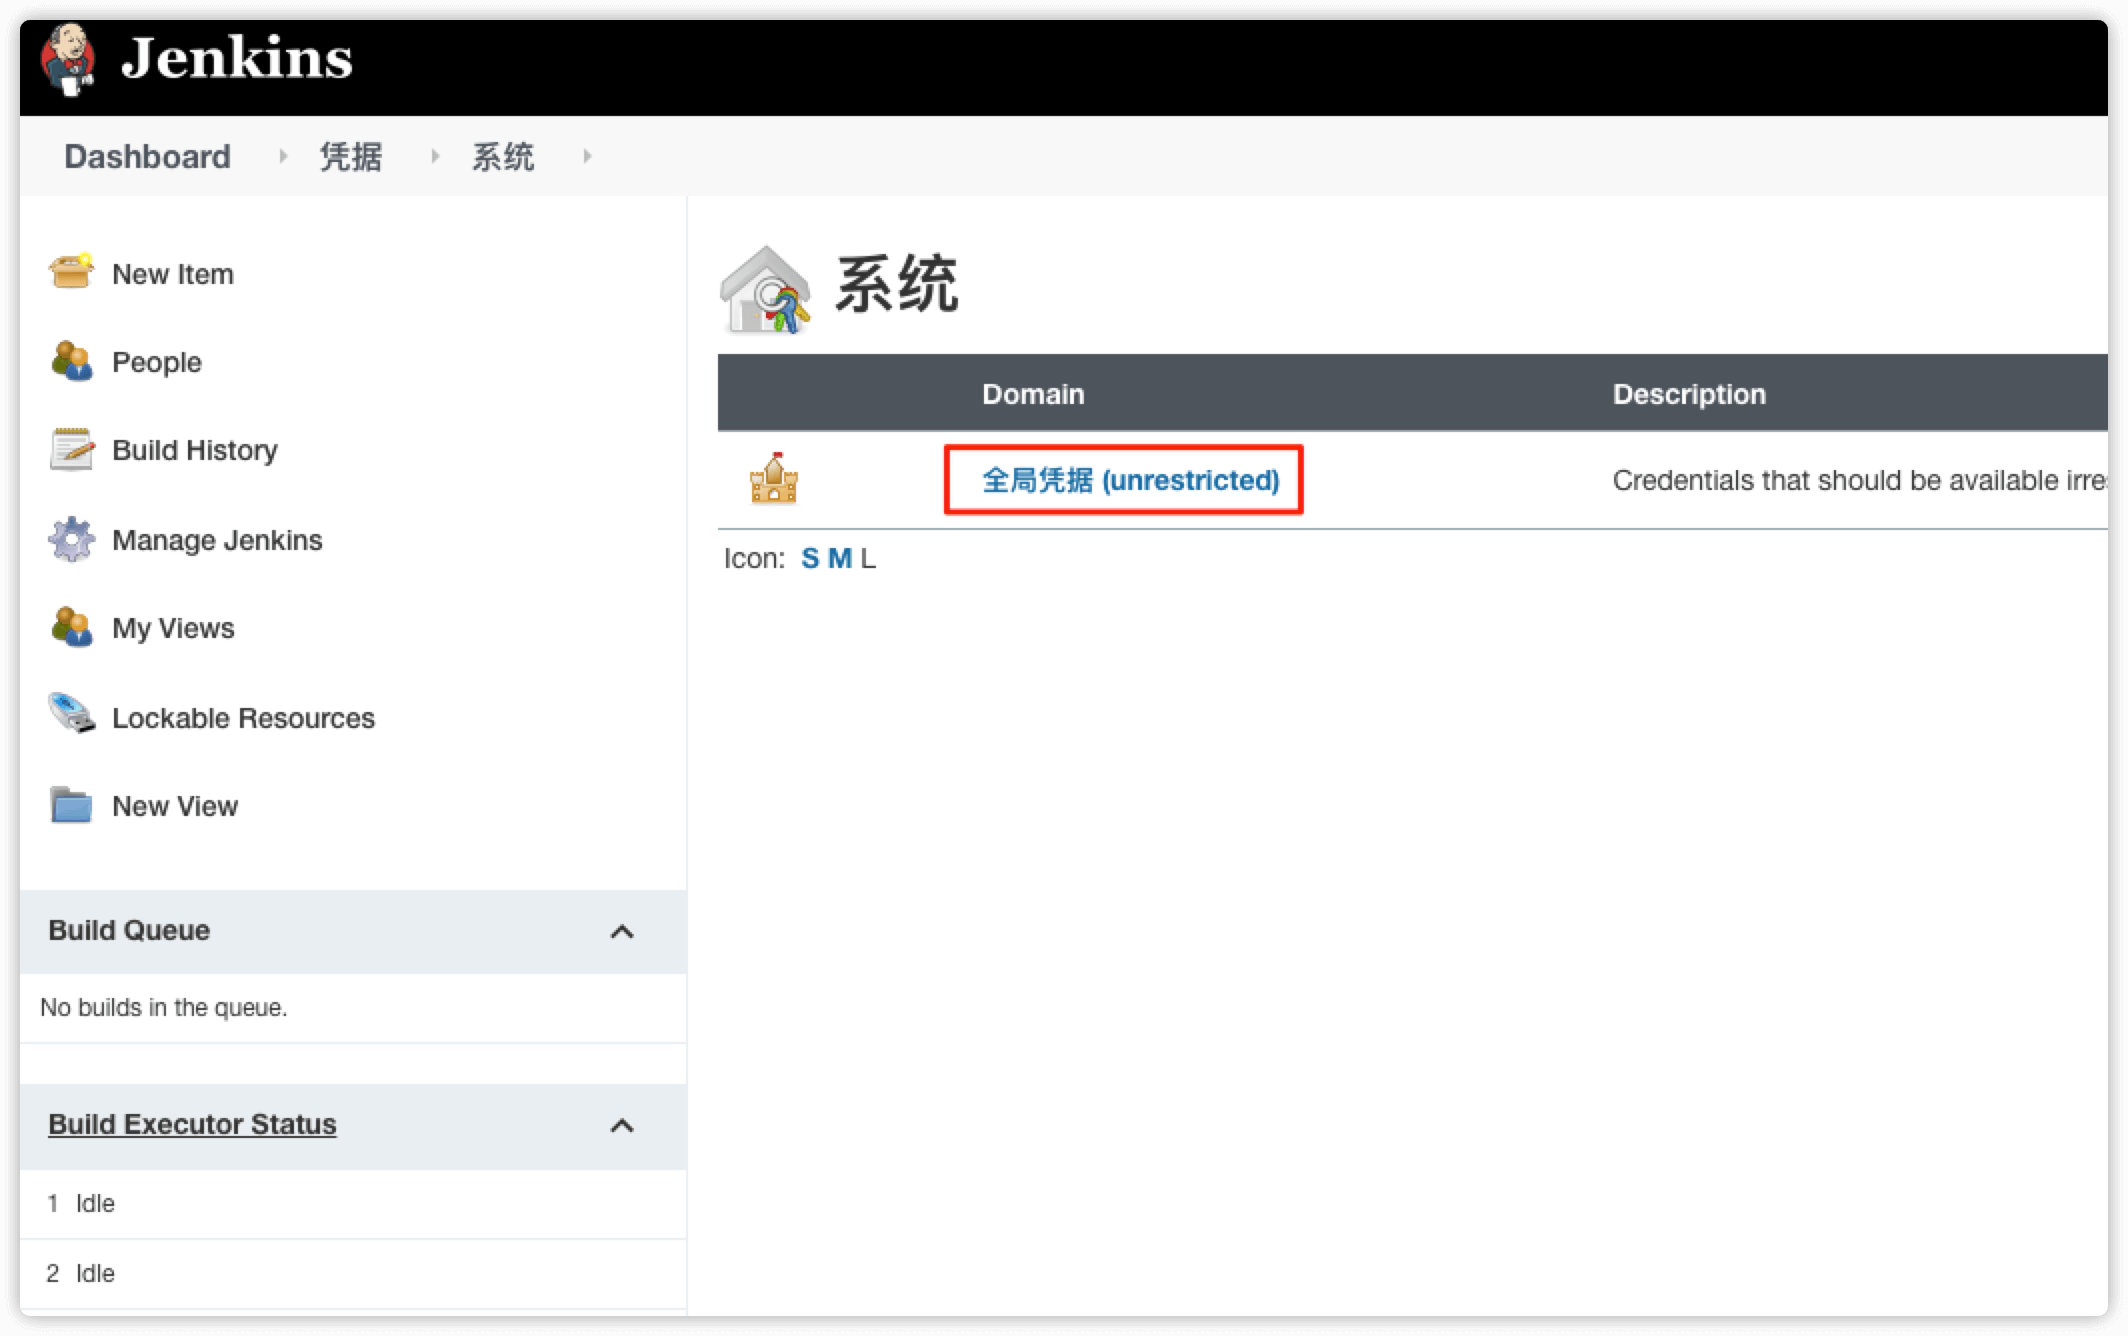 Jenkins
Dashboard 凭据 系统
New Item
People
Build History
Manage Jenkins
My Views
Lockable Resources
New View
Build Queue
No builds in the queue.
Build Executor Status
1 Idle
2 Idle
系统
Domain Description
全局凭据 (unrestricted) Credentials that should be available irre
Icon: S M L